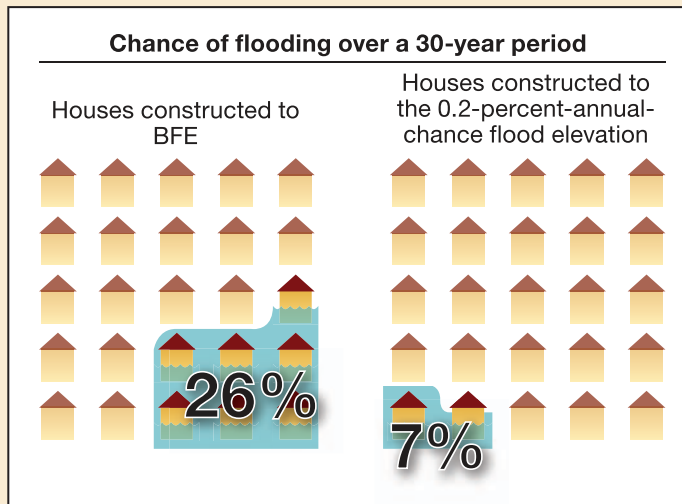 Chance of flooding over a 30-year period
Houses constructed to
BFE
Houses constructed to
the 0.2-percent-annual-
chance flood elevation
26%
7%